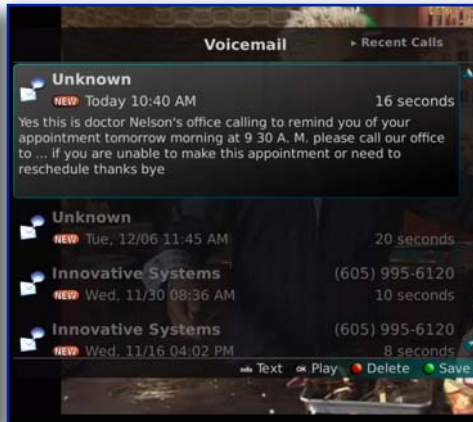 Voicemail ▸ Recent Calls
Unknown
NEW Today 10:40 AM 16 seconds
Yes this is doctor Nelson's office calling to remind you of your
appointment tomorrow morning at 9 30 A. M. please call our office
to ... if you are unable to make this appointment or need to
reschedule thanks bye
Unknown
NEW Tue, 12/06 11:45 AM 20 seconds
Innovative Systems (605) 995-6120
NEW Wed, 11/30 08:36 AM 10 seconds
Innovative Systems (605) 995-6120
NEW Wed, 11/16 04:02 PM 8 seconds
Text OK Play Delete Save